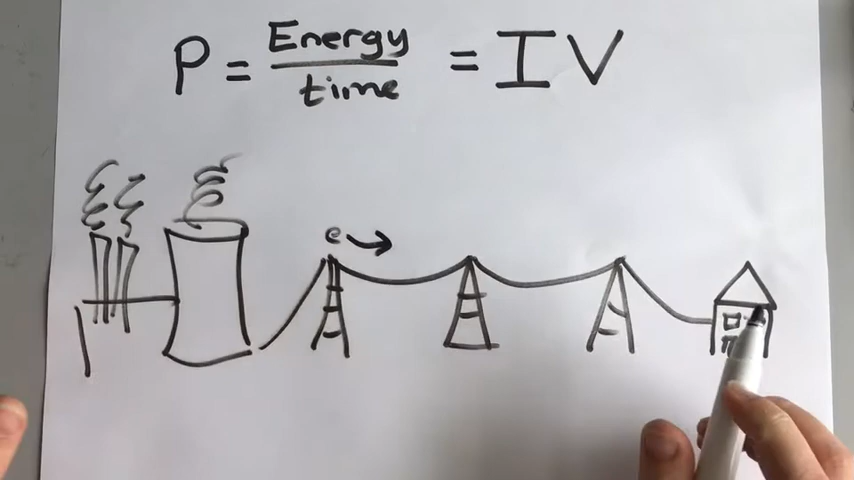 P = Energy/time = IV
e →